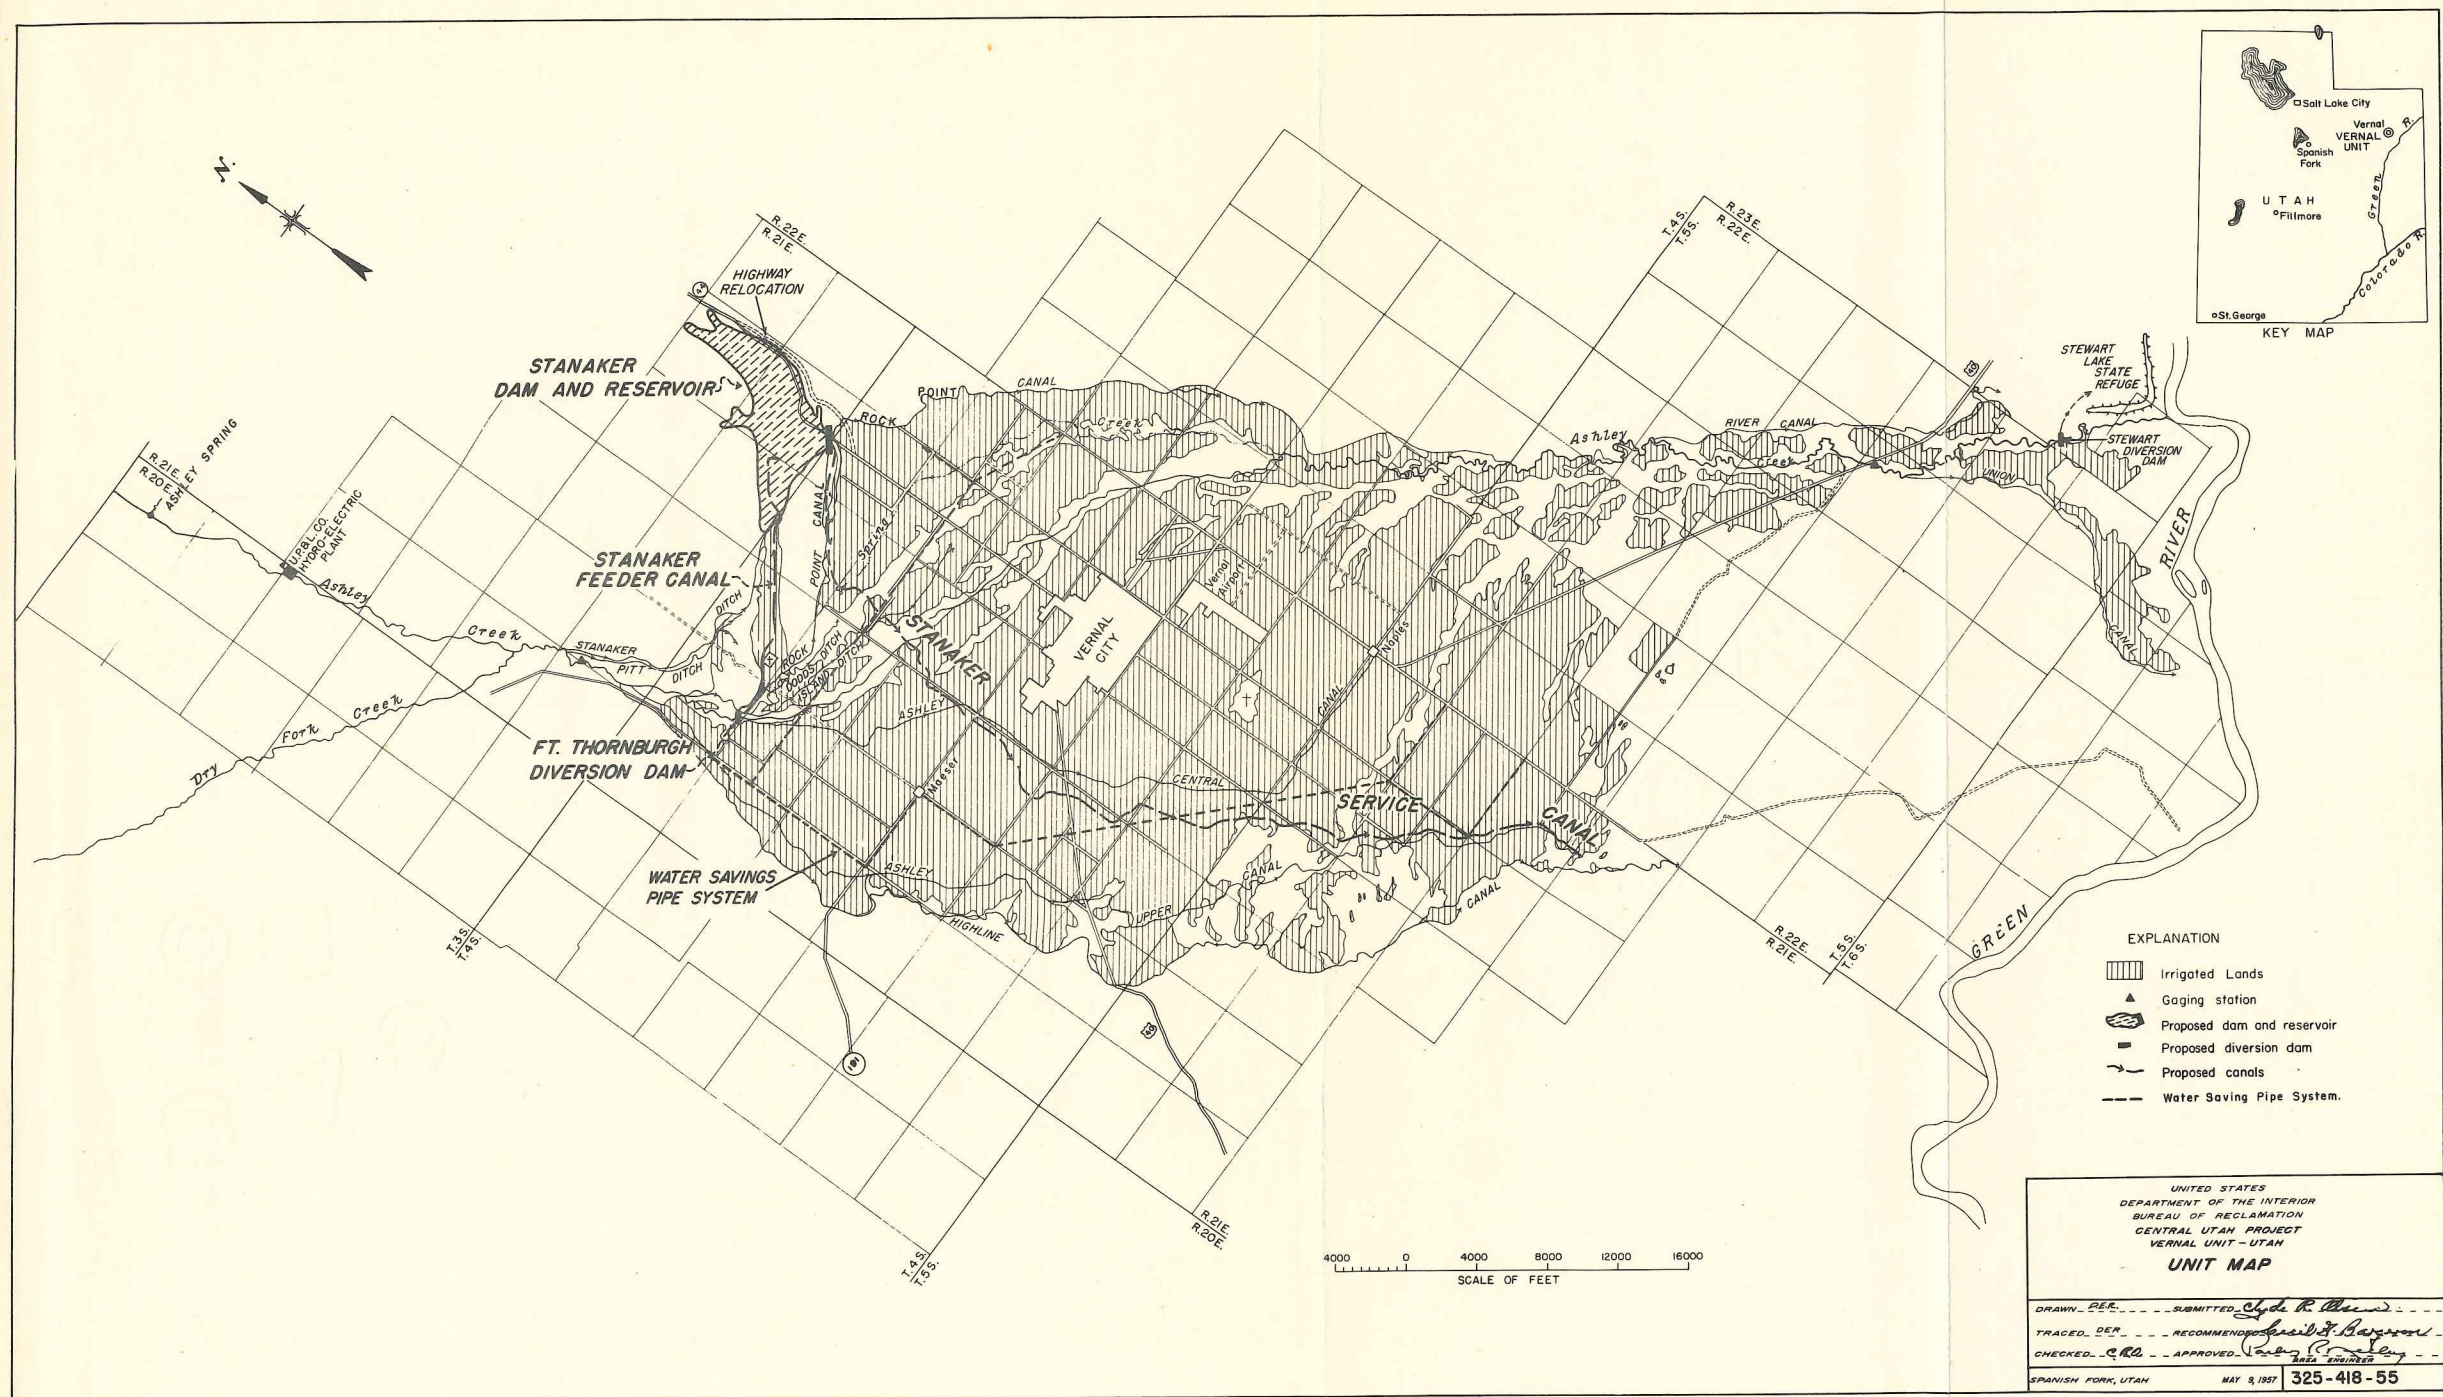 N.
Salt Lake City
Vernal
VERNAL
UNIT
R.
Spanish
Fork
Green
UTAH
Fillmore
Colorado R.
St. George
KEY MAP
R.22E.
R.21E.
T.4S.
T.5S.
R.23E.
R.22E.
44
HIGHWAY
RELOCATION
STANAKER
DAM AND RESERVOIR
ROCK
POINT
CANAL
Creek
Ashley
RIVER CANAL
Creek
40
STEWART
LAKE
STATE
REFUGE
STEWART
DIVERSION
DAM
UNION
CANAL
RIVER
R.21E.
R.20E.
ASHLEY SPRING
U.P.& L. CO.
HYDRO-ELECTRIC
PLANT
Ashley
Creek
STANAKER
DITCH
PITT
DITCH
STANAKER
FEEDER CANAL
POINT CANAL
Spring
ROCK
DODDS DITCH
ISLAND DITCH
STANAKER
ASHLEY
VERNAL
CITY
Vernal
Airport
Naples
CANAL
Dry
Fork
Creek
FT. THORNBURGH
DIVERSION DAM
Maeser
CENTRAL
SERVICE
CANAL
WATER SAVINGS
PIPE SYSTEM
ASHLEY
UPPER
CANAL
HIGHLINE
CANAL
T.3S.
T.4S.
121
40
R.22E.
R.21E.
T.5S.
T.6S.
GREEN
R.21E.
R.20E.
T.4S.
T.5S.
EXPLANATION
Irrigated Lands
Gaging station
Proposed dam and reservoir
Proposed diversion dam
Proposed canals
Water Saving Pipe System.
4000 0 4000 8000 12000 16000
SCALE OF FEET
UNITED STATES
DEPARTMENT OF THE INTERIOR
BUREAU OF RECLAMATION
CENTRAL UTAH PROJECT
VERNAL UNIT-UTAH
UNIT MAP
DRAWN D.E.R. SUBMITTED Clyde R.
TRACED DER RECOMMENDED
CHECKED APPROVED
AREA ENGINEER
SPANISH FORK, UTAH MAY 9, 1957 325-418-55